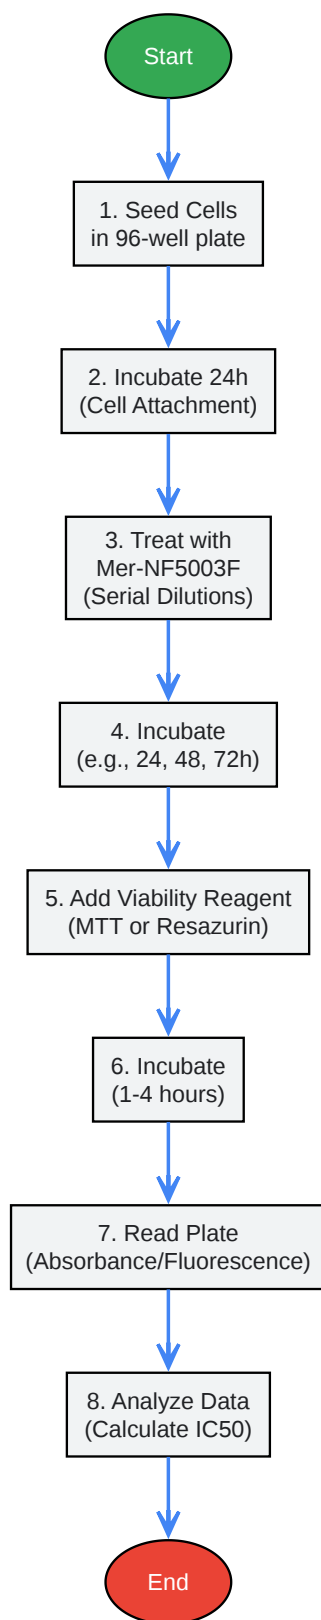 Start
1. Seed Cells
in 96-well plate
2. Incubate 24h
(Cell Attachment)
3. Treat with
Mer-NF5003F
(Serial Dilutions)
4. Incubate
(e.g., 24, 48, 72h)
5. Add Viability Reagent
(MTT or Resazurin)
6. Incubate
(1-4 hours)
7. Read Plate
(Absorbance/Fluorescence)
8. Analyze Data
(Calculate IC50)
End